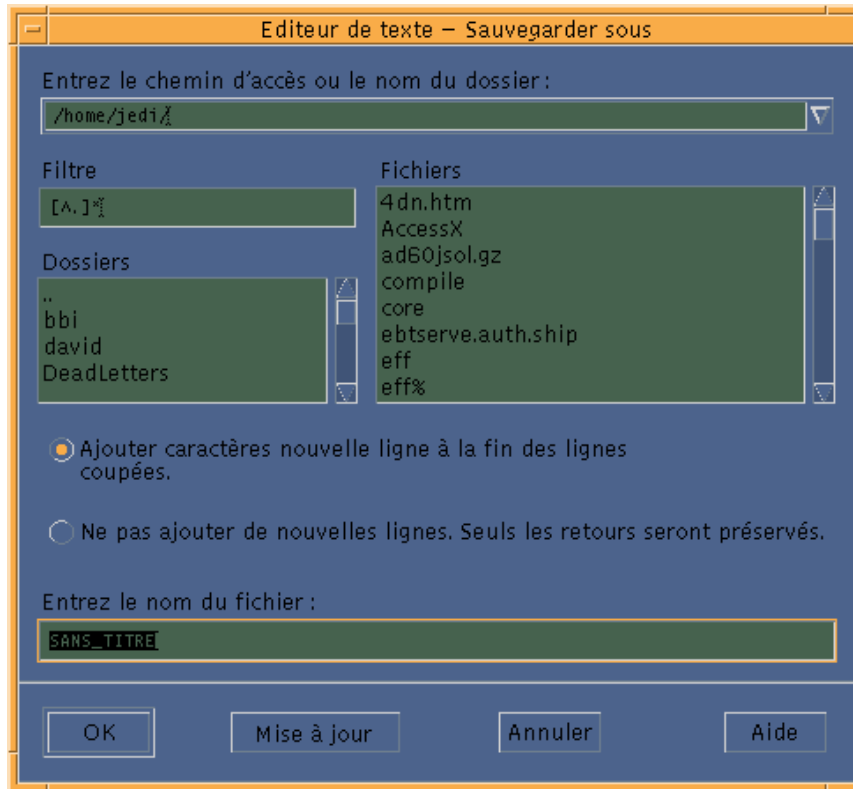 Editeur de texte – Sauvegarder sous
Entrez le chemin d'accès ou le nom du dossier :
/home/jedi/
Filtre
[^.]*
Fichiers
4dn.htm
AccessX
ad60jsol.gz
compile
core
ebtserve.auth.ship
eff
eff%
Dossiers
..
bbi
david
DeadLetters
Ajouter caractères nouvelle ligne à la fin des lignes
coupées.
Ne pas ajouter de nouvelles lignes. Seuls les retours seront préservés.
Entrez le nom du fichier :
SANS_TITRE
OK
Mise à jour
Annuler
Aide